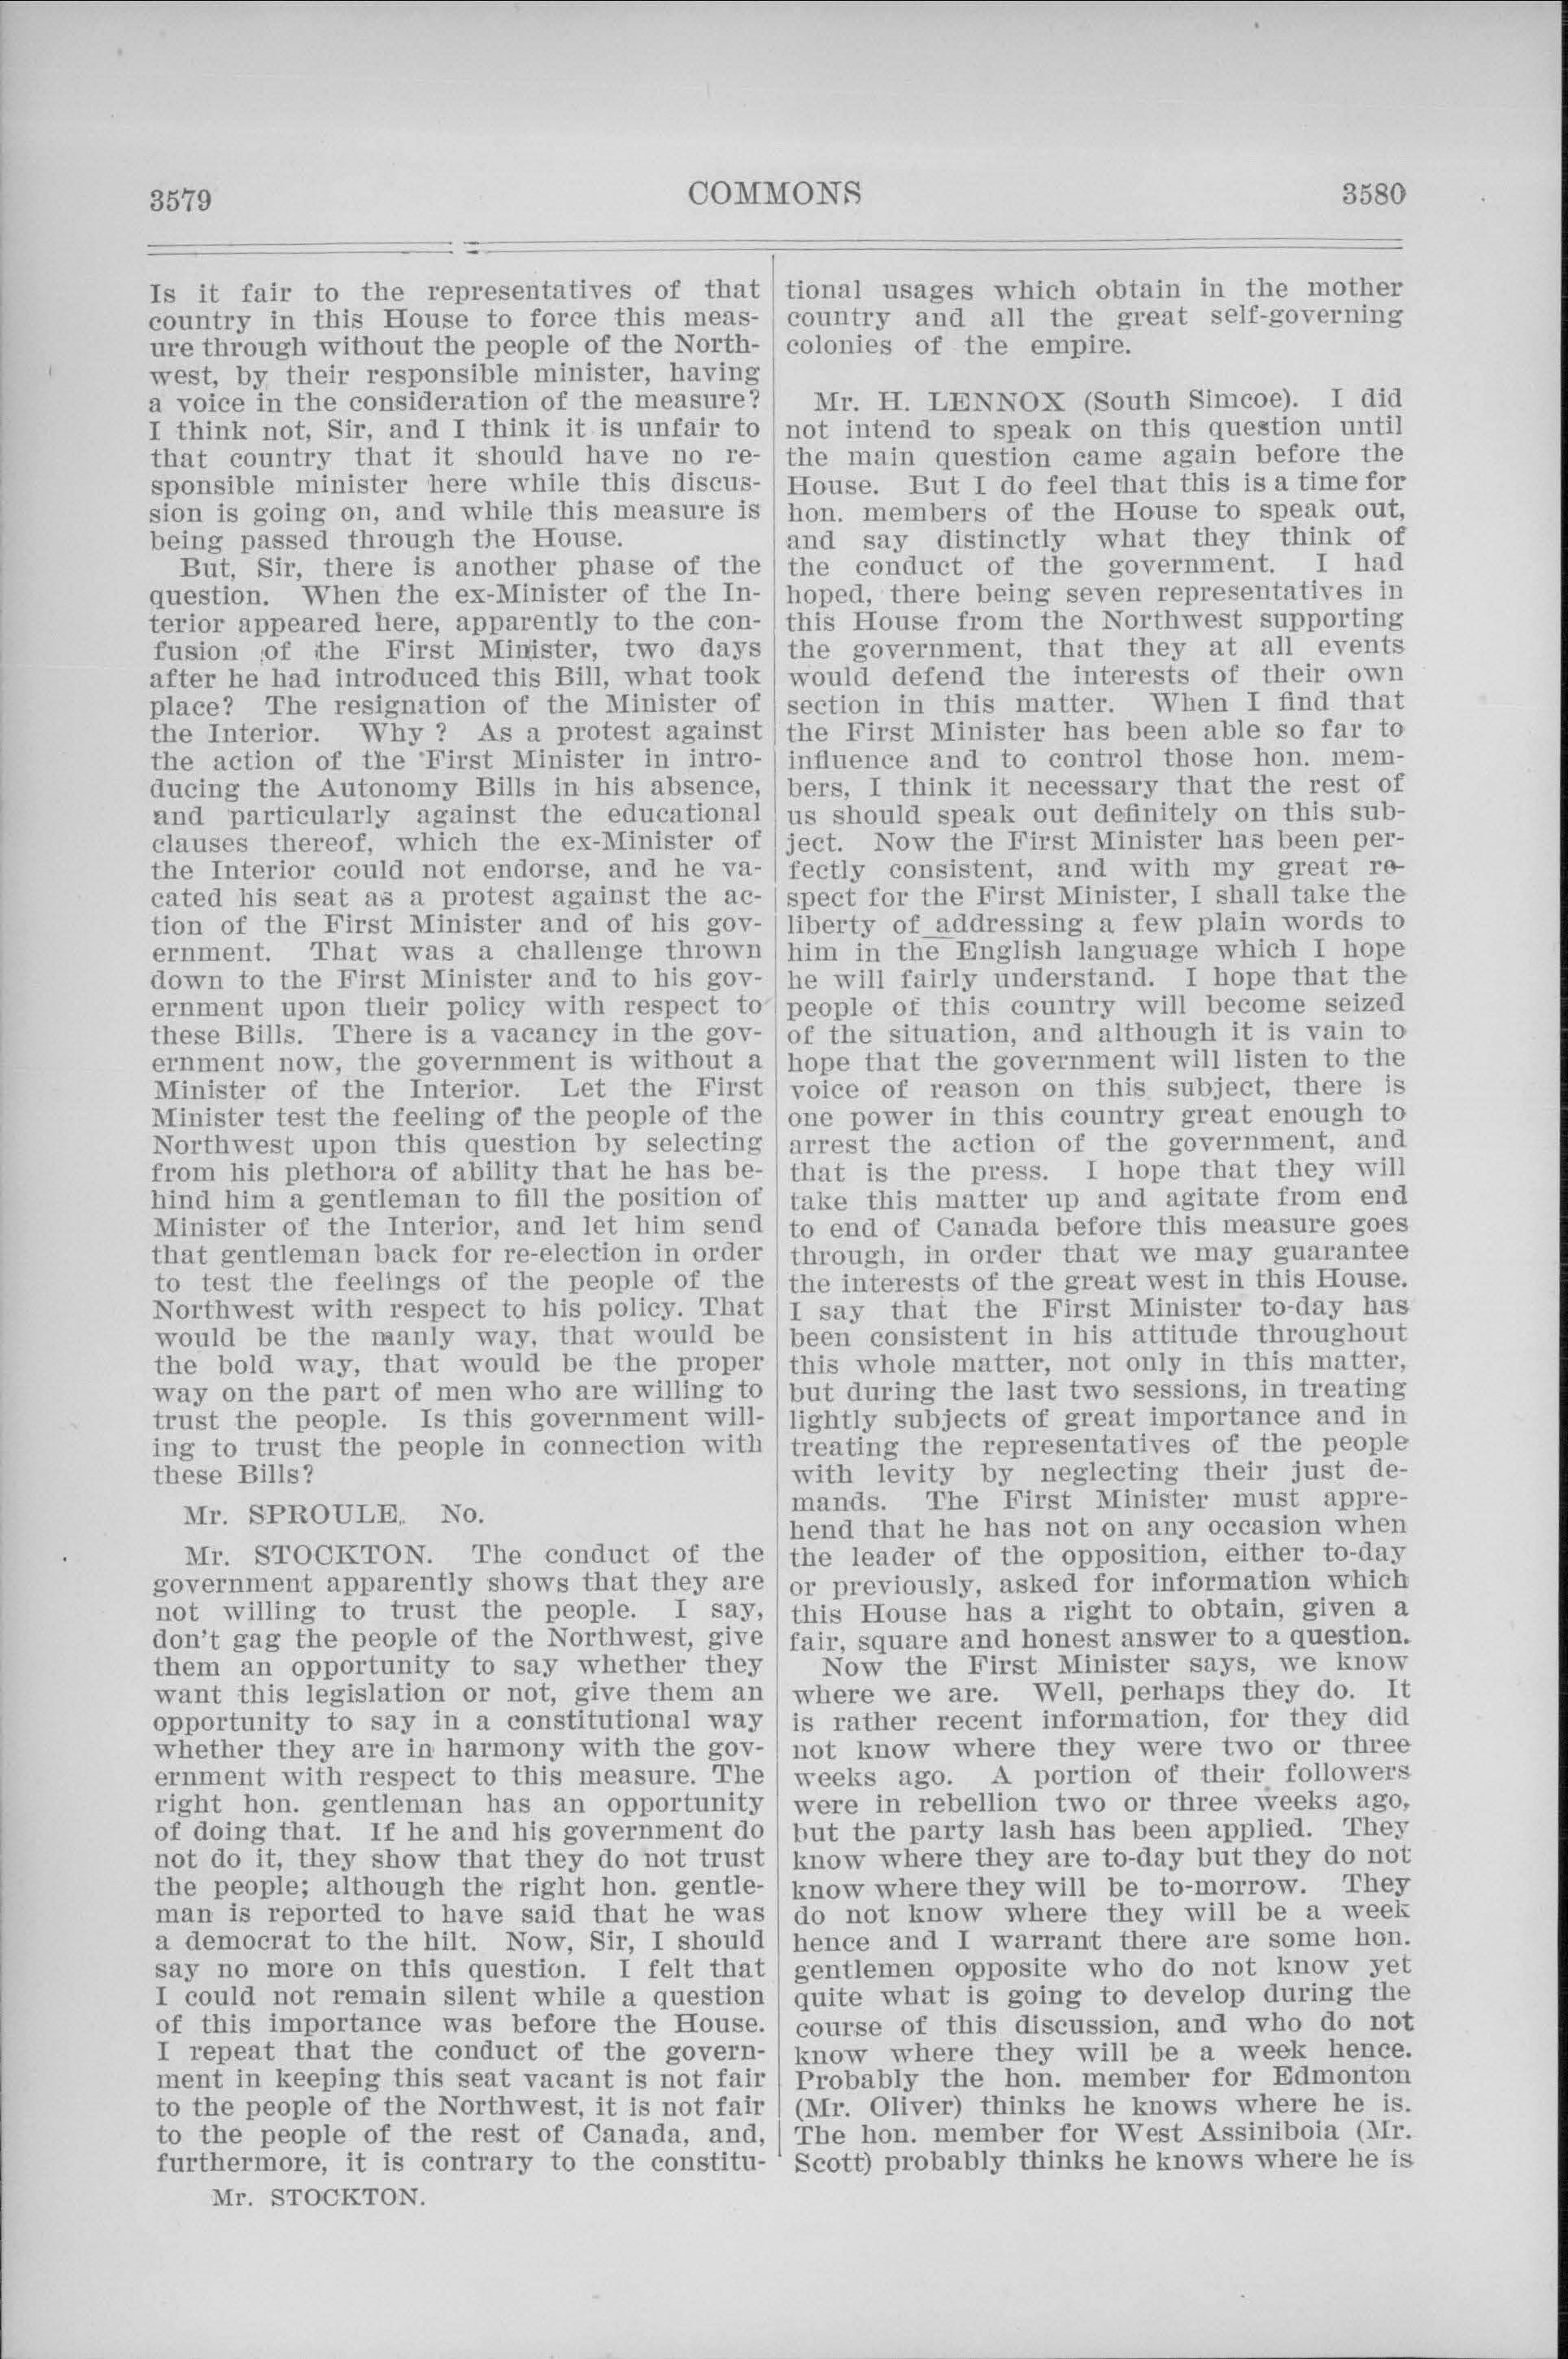 3579
COMMONS
3580
Is it fair to the representatives of that
country in this House to force this meas-
ure through without the people of the North-
west, by their responsible minister, having
a voice in the consideration of the measure?
I think not, Sir, and I think it is unfair to
that country that it should have no re-
sponsible minister here while this discus-
sion is going on, and while this measure is
being passed through the House.
But, Sir, there is another phase of the
question. When the ex-Minister of the In-
terior appeared here, apparently to the con-
fusion of the First Minister, two days
after he had introduced this Bill, what took
place? The resignation of the Minister of
the Interior. Why ? As a protest against
the action of the First Minister in intro-
ducing the Autonomy Bills in his absence,
and particularly against the educational
clauses thereof, which the ex-Minister of
the Interior could not endorse, and he va-
cated his seat as a protest against the ac-
tion of the First Minister and of his gov-
ernment. That was a challenge thrown
down to the First Minister and to his gov-
ernment upon their policy with respect to
these Bills. There is a vacancy in the gov-
ernment now, the government is without a
Minister of the Interior. Let the First
Minister test the feeling of the people of the
Northwest upon this question by selecting
from his plethora of ability that he has be-
hind him a gentleman to fill the position of
Minister of the Interior, and let him send
that gentleman back for re-election in order
to test the feelings of the people of the
Northwest with respect to his policy. That
would be the manly way, that would be
the bold way, that would be the proper
way on the part of men who are willing to
trust the people. Is this government will-
ing to trust the people in connection with
these Bills?
Mr. SPROULE. No.
Mr. STOCKTON. The conduct of the
government apparently shows that they are
not willing to trust the people. I say,
don't gag the people of the Northwest, give
them an opportunity to say whether they
want this legislation or not, give them an
opportunity to say in a constitutional way
whether they are in harmony with the gov-
ernment with respect to this measure. The
right hon. gentleman has an opportunity
of doing that. If he and his government do
not do it, they show that they do not trust
the people; although the right hon. gentle-
man is reported to have said that he was
a democrat to the hilt. Now, Sir, I should
say no more on this question. I felt that
I could not remain silent while a question
of this importance was before the House.
I repeat that the conduct of the govern-
ment in keeping this seat vacant is not fair
to the people of the Northwest, it is not fair
to the people of the rest of Canada, and,
furthermore, it is contrary to the constitu-
Mr. STOCKTON.
tional usages which obtain in the mother
country and all the great self-governing
colonies of the empire.
Mr. H. LENNOX (South Simcoe). I did
not intend to speak on this question until
the main question came again before the
House. But I do feel that this is a time for
hon. members of the House to speak out,
and say distinctly what they think of
the conduct of the government. I had
hoped, there being seven representatives in
this House from the Northwest supporting
the government, that they at all events
would defend the interests of their own
section in this matter. When I find that
the First Minister has been able so far to
influence and to control those hon. mem-
bers, I think it necessary that the rest of
us should speak out definitely on this sub-
ject. Now the First Minister has been per-
fectly consistent, and with my great re-
spect for the First Minister, I shall take the
liberty of addressing a few plain words to
him in the English language which I hope
he will fairly understand. I hope that the
people of this country will become seized
of the situation, and although it is vain to
hope that the government will listen to the
voice of reason on this subject, there is
one power in this country great enough to
arrest the action of the government, and
that is the press. I hope that they will
take this matter up and agitate from end
to end of Canada before this measure goes
through, in order that we may guarantee
the interests of the great west in this House.
I say that the First Minister to-day has
been consistent in his attitude throughout
this whole matter, not only in this matter,
but during the last two sessions, in treating
lightly subjects of great importance and in
treating the representatives of the people
with levity by neglecting their just de-
mands. The First Minister must appre-
hend that he has not on any occasion when
the leader of the opposition, either to-day
or previously, asked for information which
this House has a right to obtain, given a
fair, square and honest answer to a question.
Now the First Minister says, we know
where we are. Well, perhaps they do. It
is rather recent information, for they did
not know where they were two or three
weeks ago. A portion of their followers
were in rebellion two or three weeks ago,
but the party lash has been applied. They
know where they are to-day but they do not
know where they will be to-morrow. They
do not know where they will be a week
hence and I warrant there are some hon.
gentlemen opposite who do not know yet
quite what is going to develop during the
course of this discussion, and who do not
know where they will be a week hence.
Probably the hon. member for Edmonton
(Mr. Oliver) thinks he knows where he is.
The hon. member for West Assiniboia (Mr.
Scott) probably thinks he knows where he is